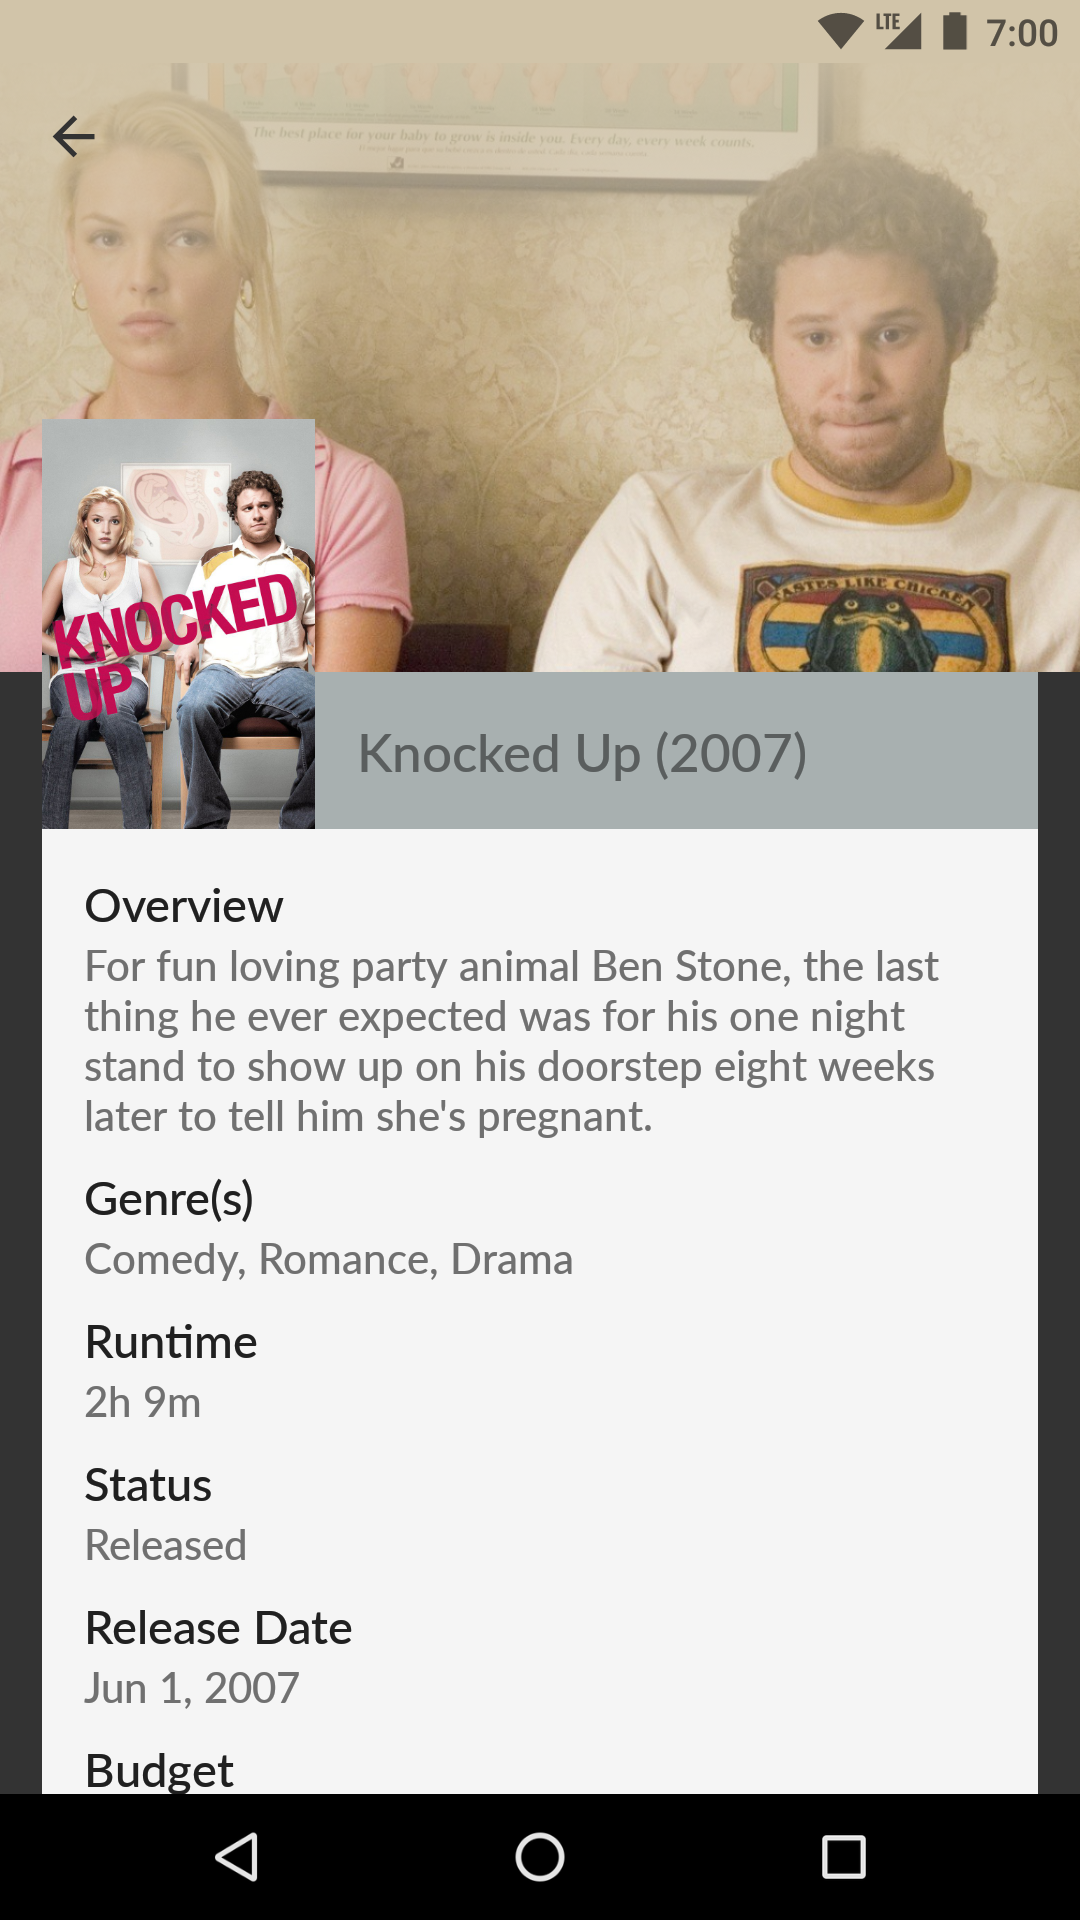 LTE 7:00
The best place for your baby to grow is inside you. Every day, every week counts.
TASTES LIKE CHICKEN
KNOCKED
UP
Knocked Up (2007)
Overview
For fun loving party animal Ben Stone, the last
thing he ever expected was for his one night
stand to show up on his doorstep eight weeks
later to tell him she's pregnant.
Genre(s)
Comedy, Romance, Drama
Runtime
2h 9m
Status
Released
Release Date
Jun 1, 2007
Budget